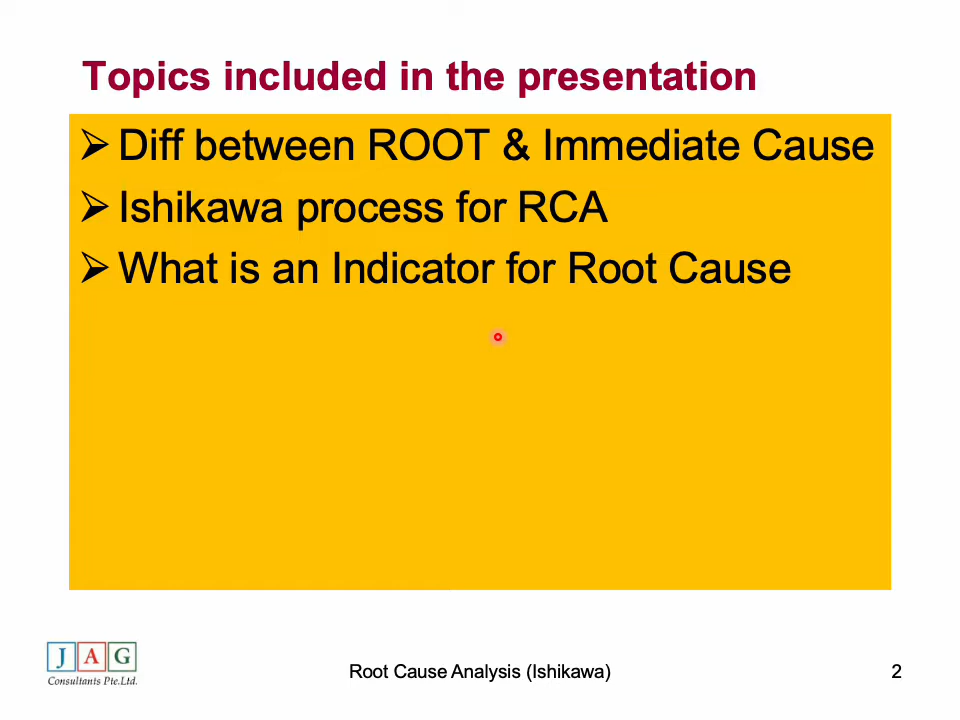 Topics included in the presentation
Diff between ROOT & Immediate Cause
Ishikawa process for RCA
What is an Indicator for Root Cause
J A G
Consultants Pte.Ltd.
Root Cause Analysis (Ishikawa)
2